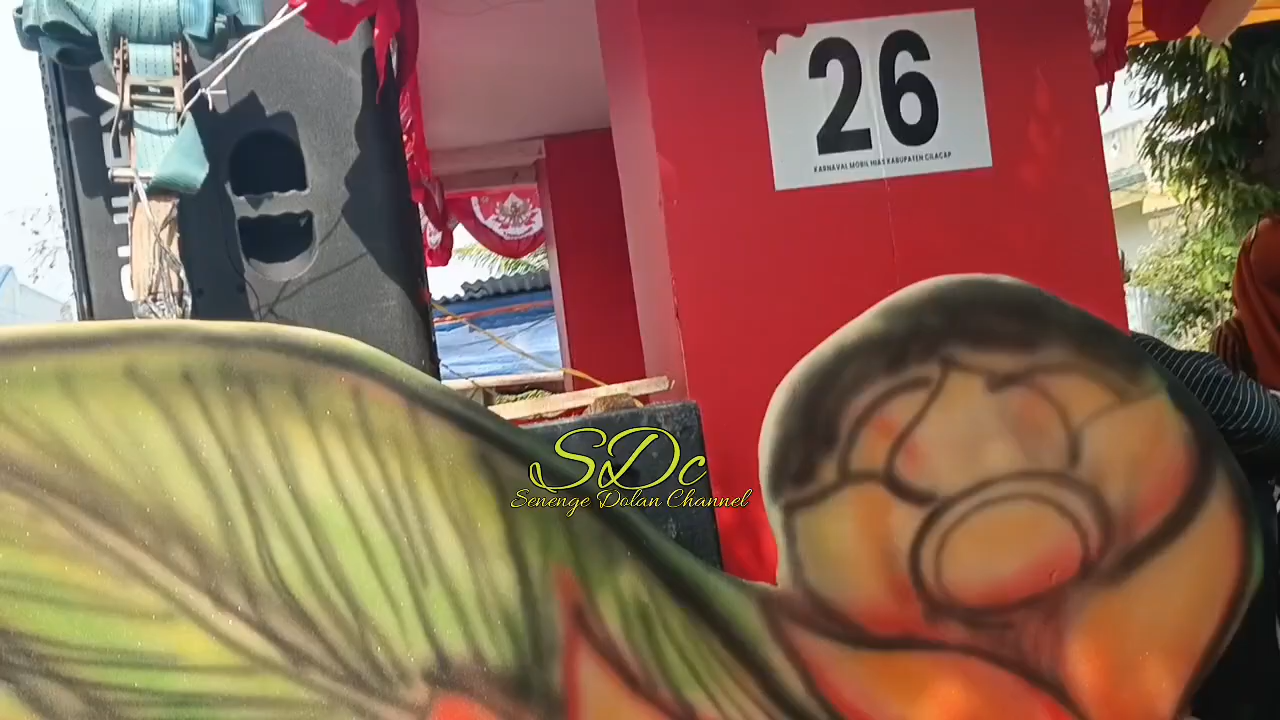 26
KARNAVAL MOBIL HIAS KABUPATEN CILACAP
SDc
Senenge Dolan Channel